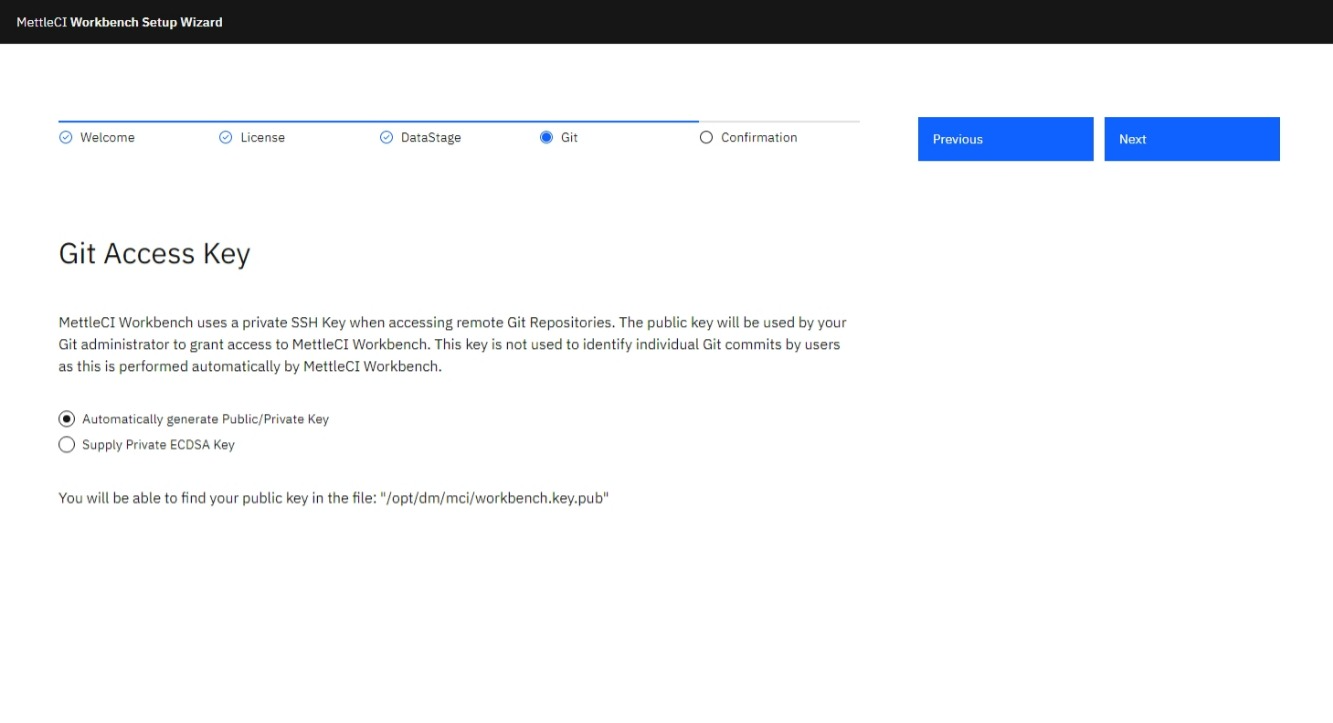 MettleCI Workbench Setup Wizard
Welcome
License
DataStage
Git
Confirmation
Previous
Next
Git Access Key
MettleCI Workbench uses a private SSH Key when accessing remote Git Repositories. The public key will be used by your
Git administrator to grant access to MettleCI Workbench. This key is not used to identify individual Git commits by users
as this is performed automatically by MettleCI Workbench.
Automatically generate Public/Private Key
Supply Private ECDSA Key
You will be able to find your public key in the file: "/opt/dm/mci/workbench.key.pub"